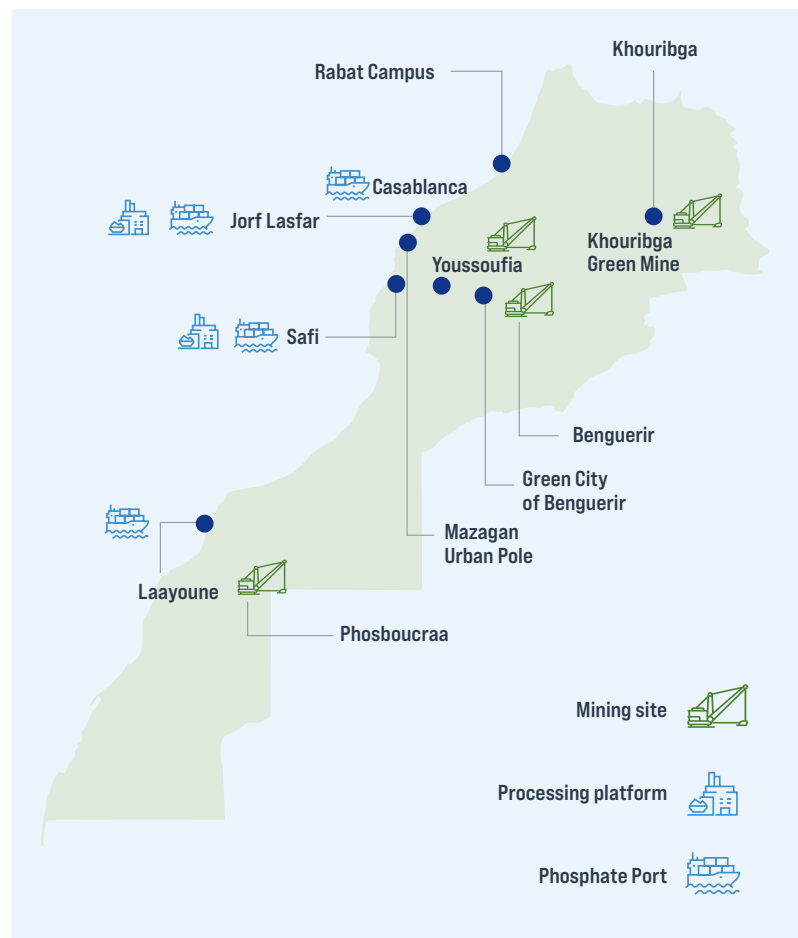 Khouribga
Rabat Campus
Casablanca
Jorf Lasfar
Khouribga
Green Mine
Youssoufia
Safi
Benguerir
Green City
of Benguerir
Mazagan
Urban Pole
Laayoune
Phosboucraa
Mining site
Processing platform
Phosphate Port